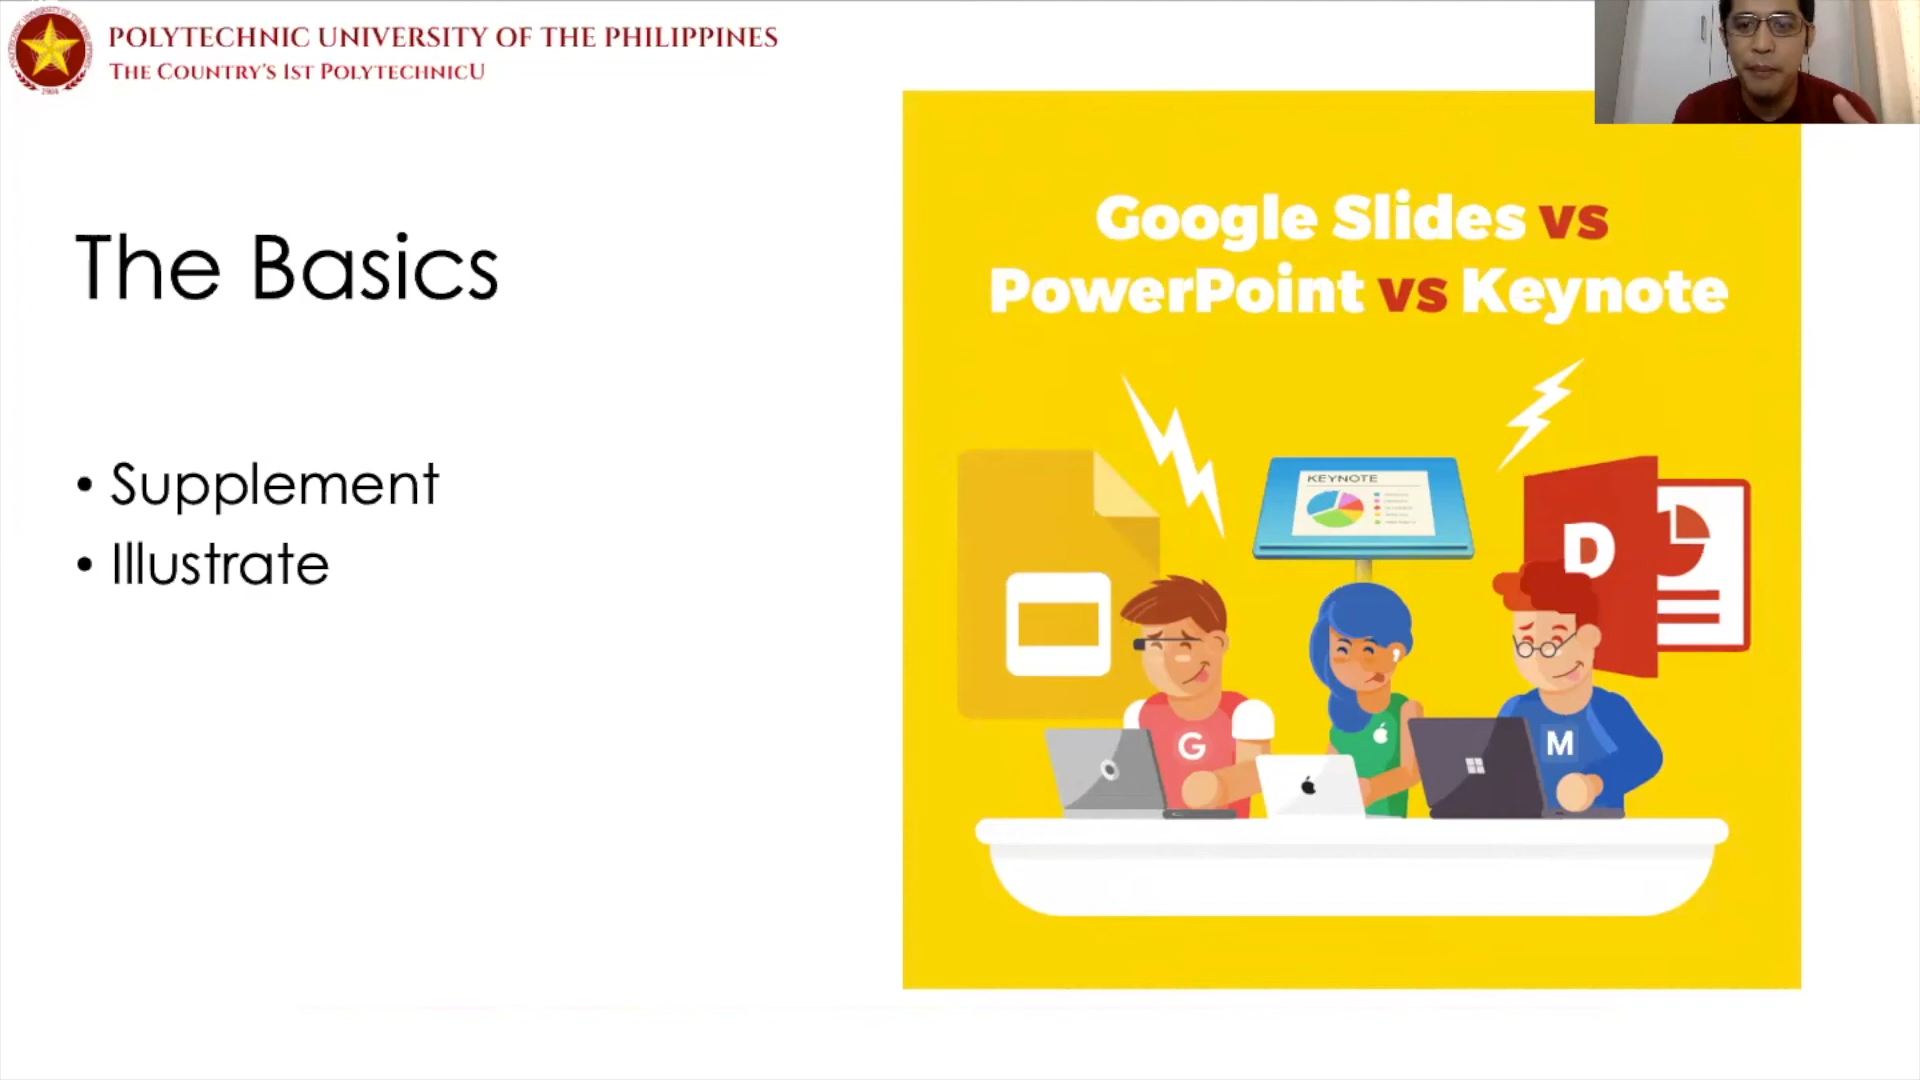 POLYTECHNIC UNIVERSITY OF THE PHILIPPINES
THE COUNTRY'S 1ST POLYTECHNICU
1904
The Basics
• Supplement
• Illustrate
Google Slides vs
PowerPoint vs Keynote
KEYNOTE
D
G
M